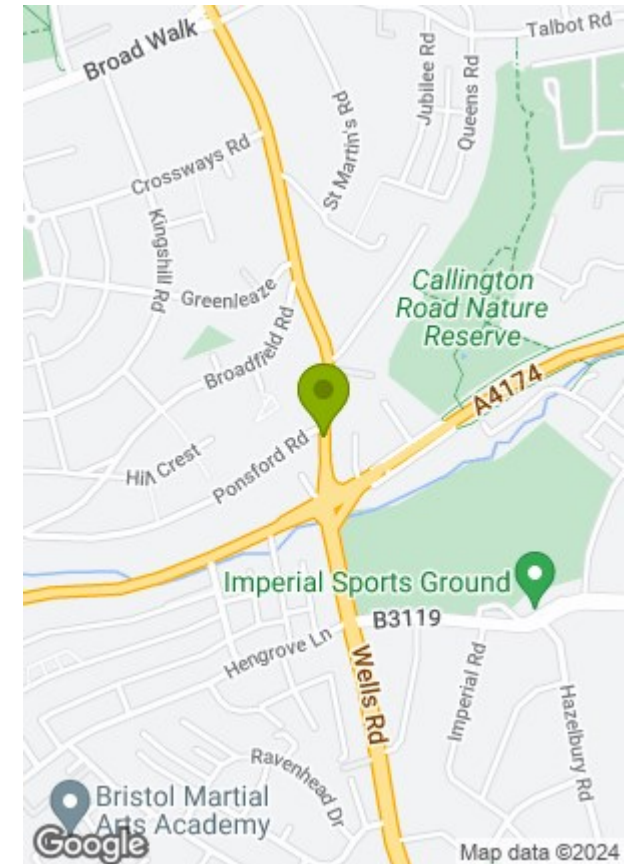 Talbot Rd
Broad Walk
Jubilee Rd
Queens Rd
St Martin's Rd
Crossways Rd
Kingshill Rd
Greenleaze
Callington
Road Nature
Reserve
Broadfield Rd
A4174
Hill Crest
Ponsford Rd
Imperial Sports Ground
B3119
Hengrove Ln
Wells Rd
Imperial Rd
Hazelbury Rd
Ravenhead Dr
Bristol Martial
Arts Academy
Google
Map data ©2024